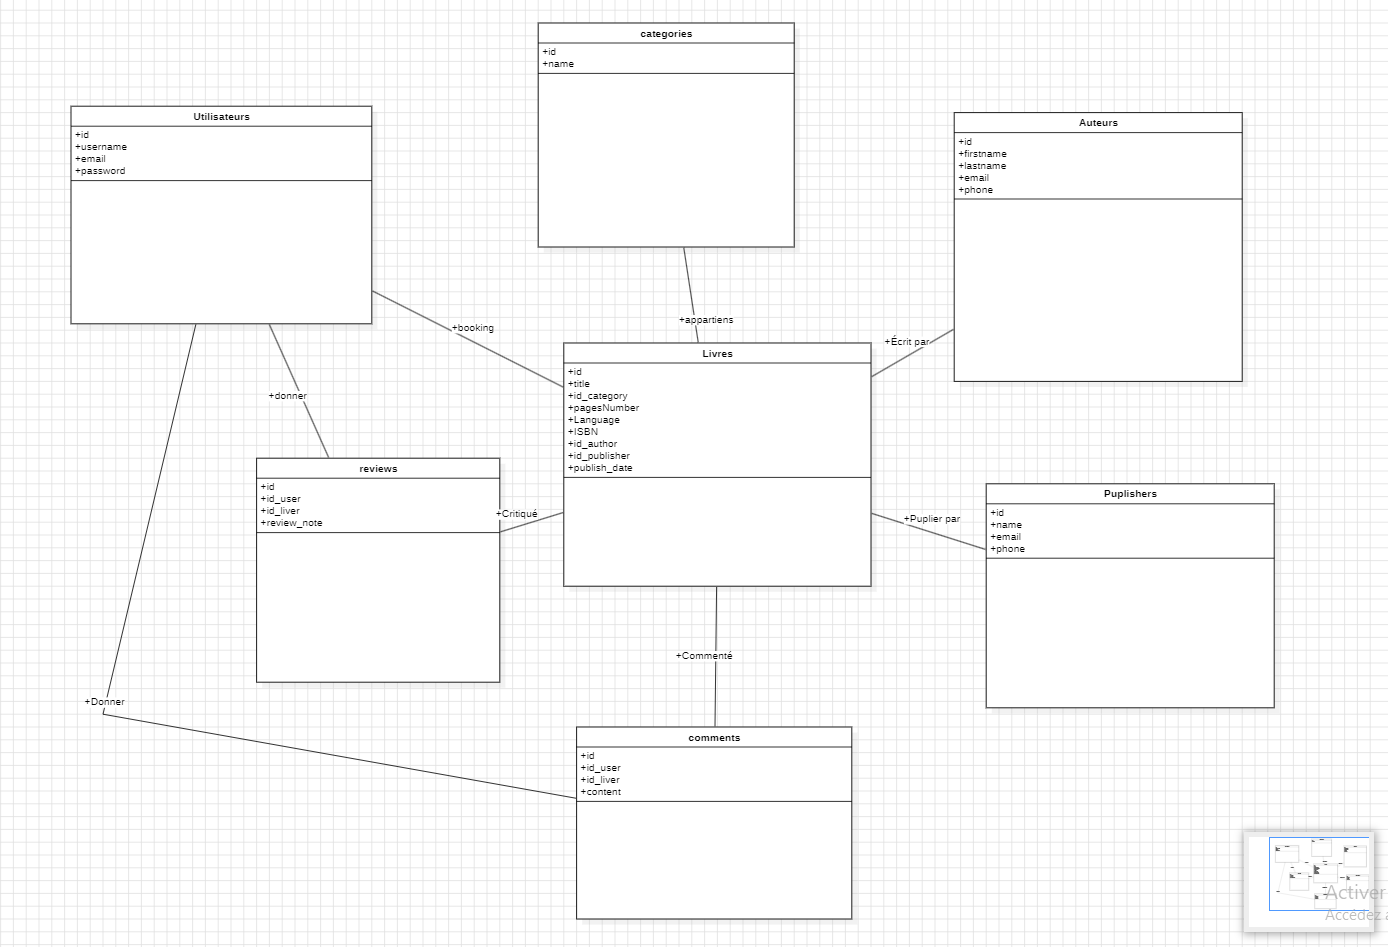 categories
+id
+name
Utilisateurs
+id
+username
+email
+password
Auteurs
+id
+firstname
+lastname
+email
+phone
+booking
+appartiens
+Écrit par
+donner
Livres
+id
+title
+id_category
+pagesNumber
+Language
+ISBN
+id_author
+id_publisher
+publish_date
reviews
+id
+id_user
+id_liver
+review_note
+Critiqué
+Puplier par
Puplishers
+id
+name
+email
+phone
+Commenté
+Donner
comments
+id
+id_user
+id_liver
+content
Activer
Accédez a